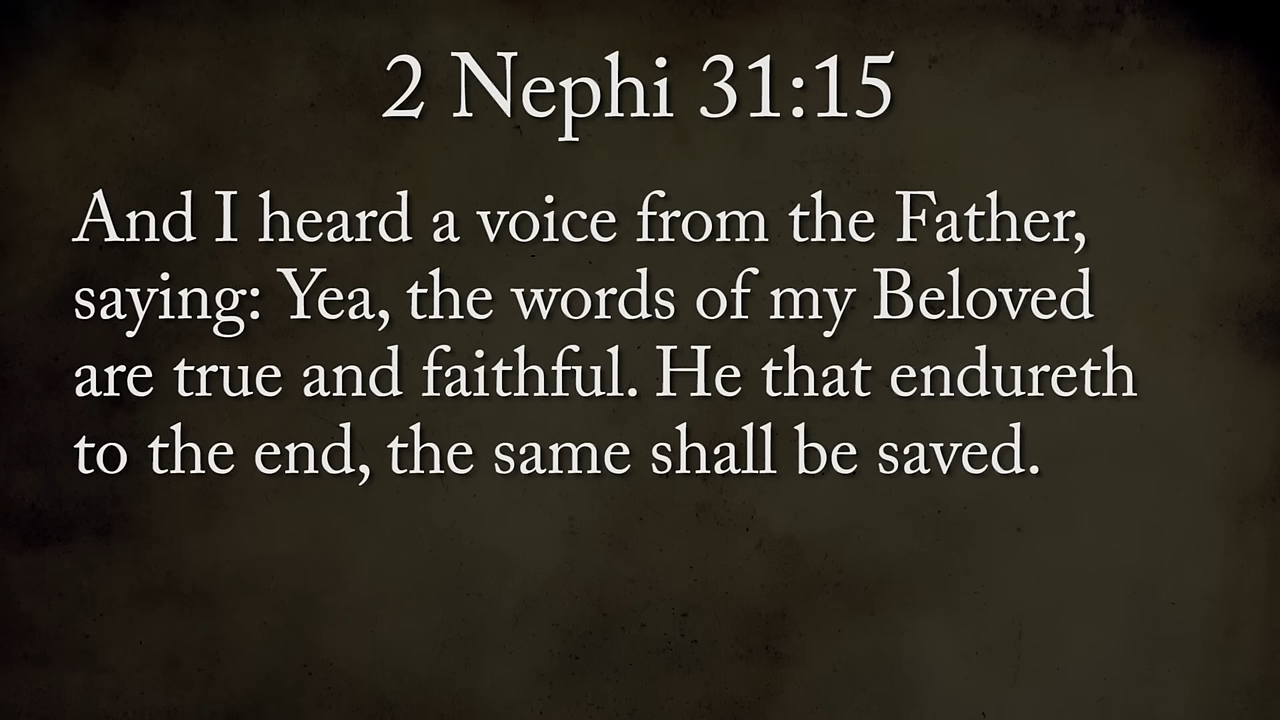 2 Nephi 31:15
And I heard a voice from the Father,
saying: Yea, the words of my Beloved
are true and faithful. He that endureth
to the end, the same shall be saved.